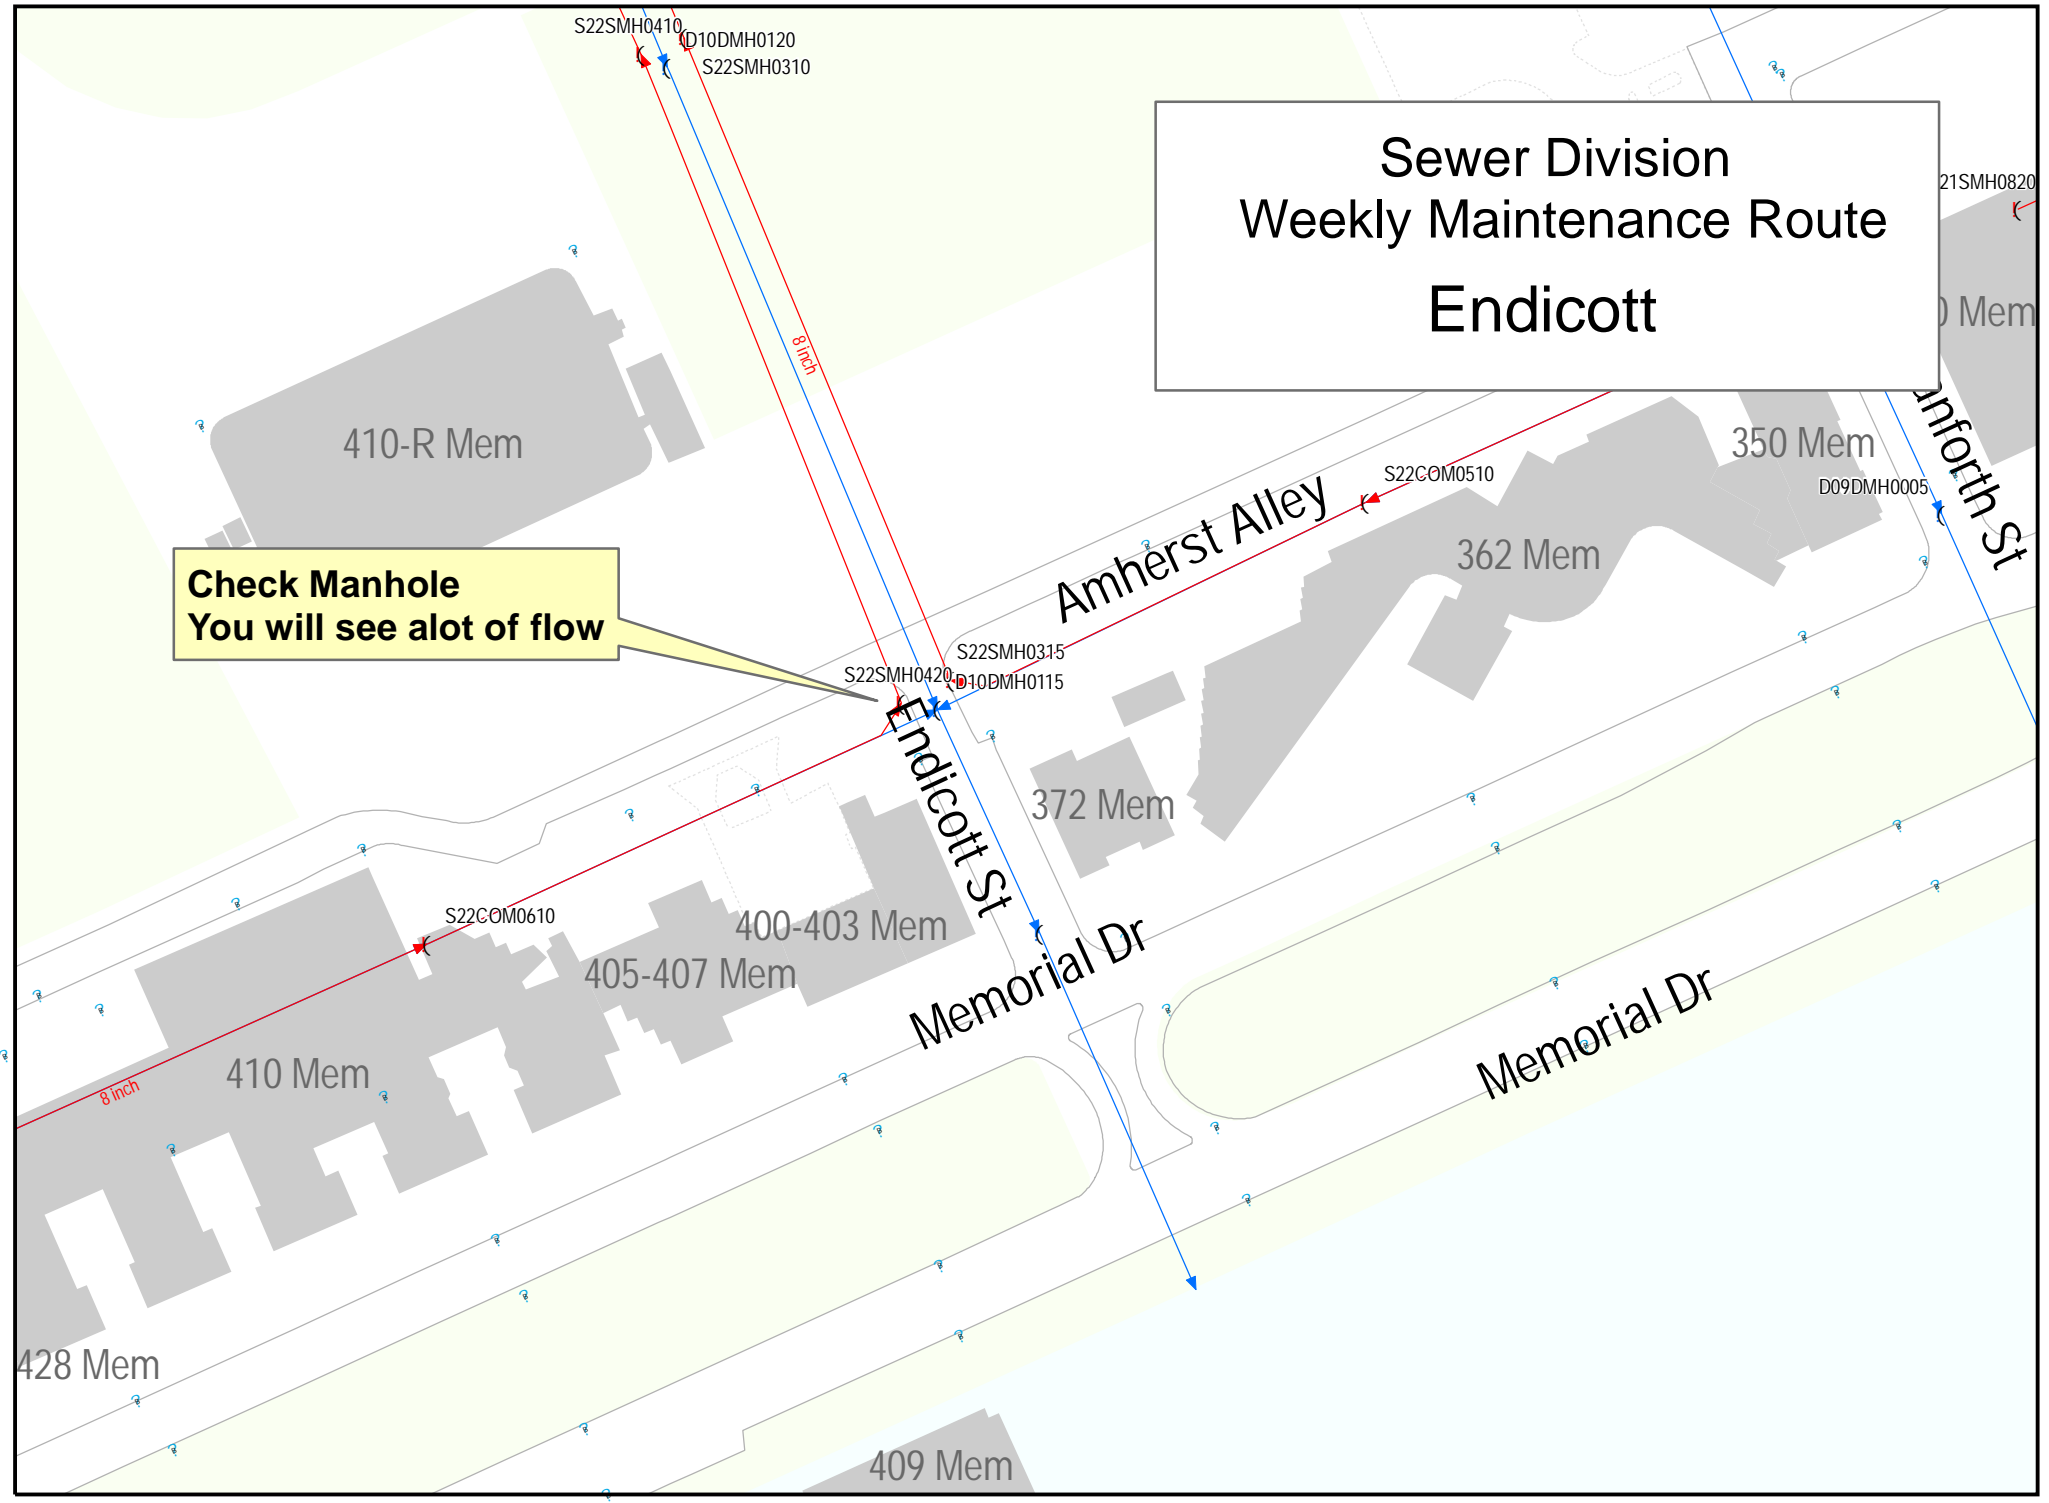 S22SMH0410
D10DMH0120
S22SMH0310
Sewer Division
Weekly Maintenance Route
Endicott
21SMH0820
0 Mem
8 inch
410-R Mem
350 Mem
anforth St
S22COM0510
D09DMH0005
Amherst Alley
362 Mem
Check Manhole
You will see alot of flow
S22SMH0315
S22SMH0420
D10DMH0115
Endicott St
372 Mem
S22COM0610
400-403 Mem
405-407 Mem
Memorial Dr
Memorial Dr
410 Mem
8 inch
428 Mem
409 Mem